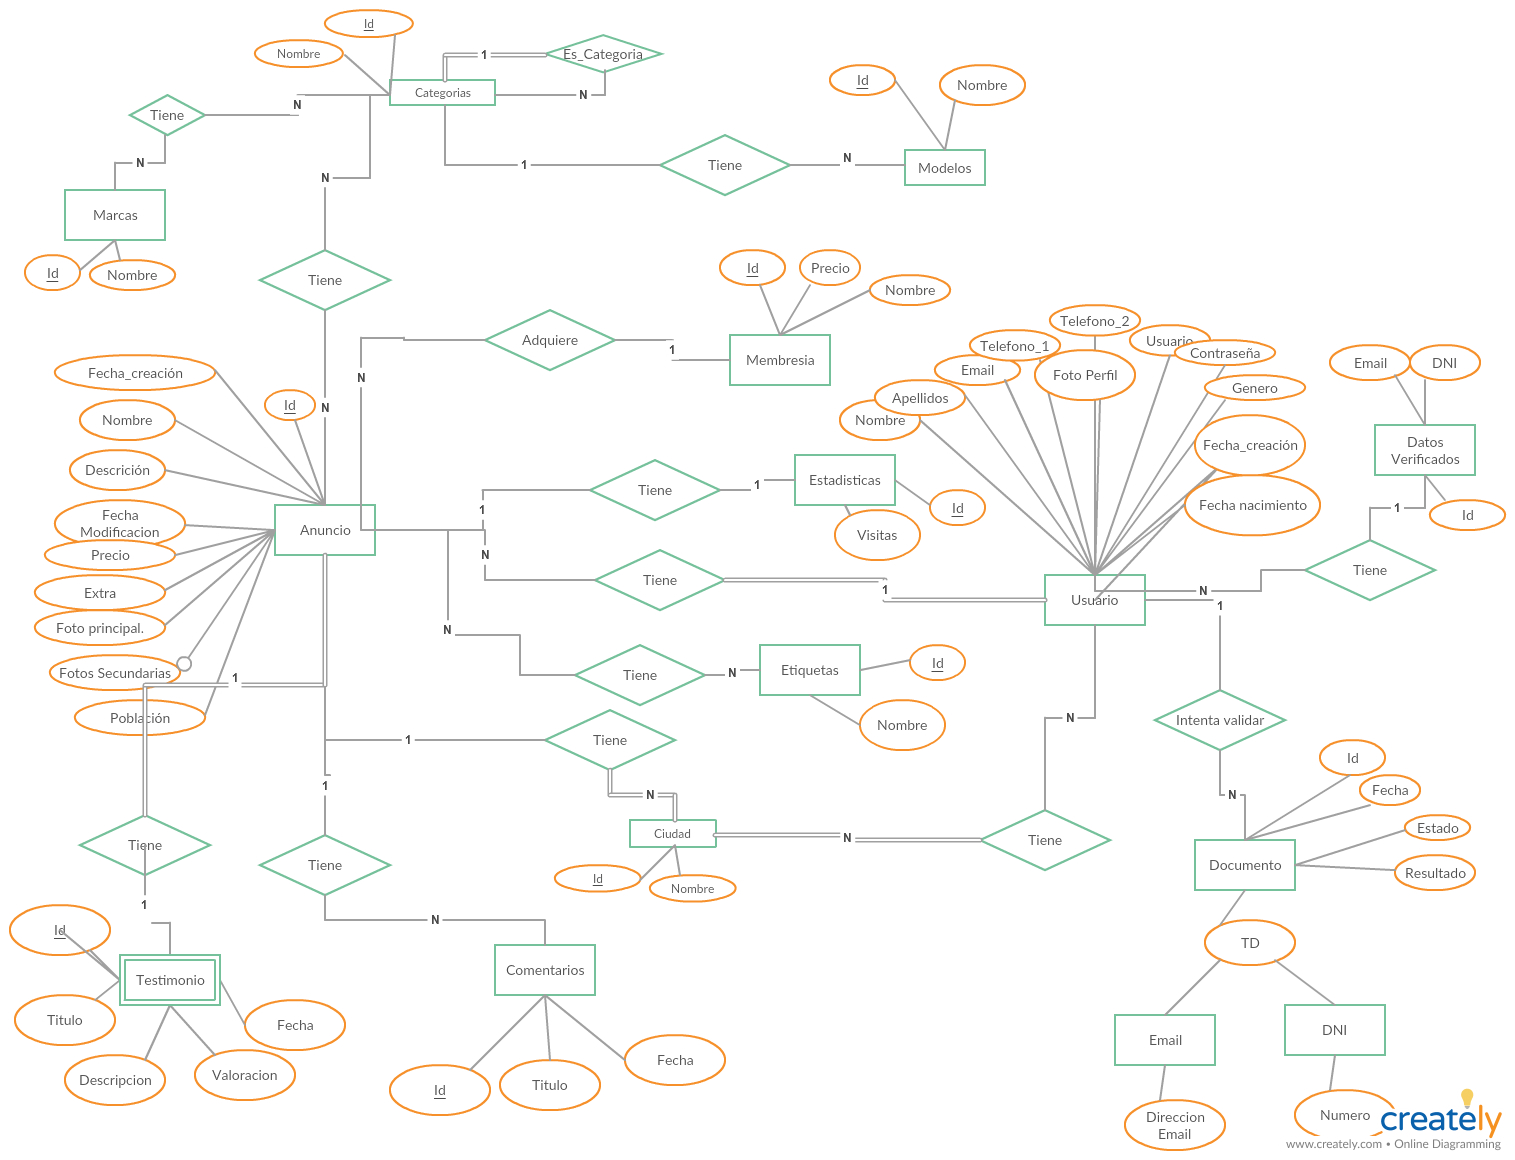 Id
Nombre
1
Es_Categoria
Categorias
N
N
Tiene
Id
Nombre
N
1
Tiene
N
Modelos
N
Marcas
Id
Nombre
Tiene
Id
Precio
Nombre
Adquiere
1
Membresia
N
N
Fecha_creación
Id
Nombre
Descrición
Fecha
Modificacion
Precio
Extra
Foto principal.
Fotos Secundarias
Población
Anuncio
Telefono_2
Telefono_1
Usuario
Contraseña
Email
Foto Perfil
Genero
Apellidos
Nombre
Fecha_creación
Fecha nacimiento
Email
DNI
Datos
Verificados
Id
1
Tiene
N
Usuario
1
1
Tiene
1
Estadisticas
Id
Visitas
N
Tiene
1
N
Tiene
N
Etiquetas
Id
Nombre
1
1
Tiene
N
Ciudad
Id
Nombre
N
Tiene
N
Intenta validar
N
Id
Fecha
Estado
Resultado
Documento
TD
Email
DNI
Direccion
Email
Numero
1
Tiene
N
Comentarios
Id
Titulo
Fecha
Tiene
1
Id
Testimonio
Titulo
Fecha
Descripcion
Valoracion
creately
www.creately.com • Online Diagramming